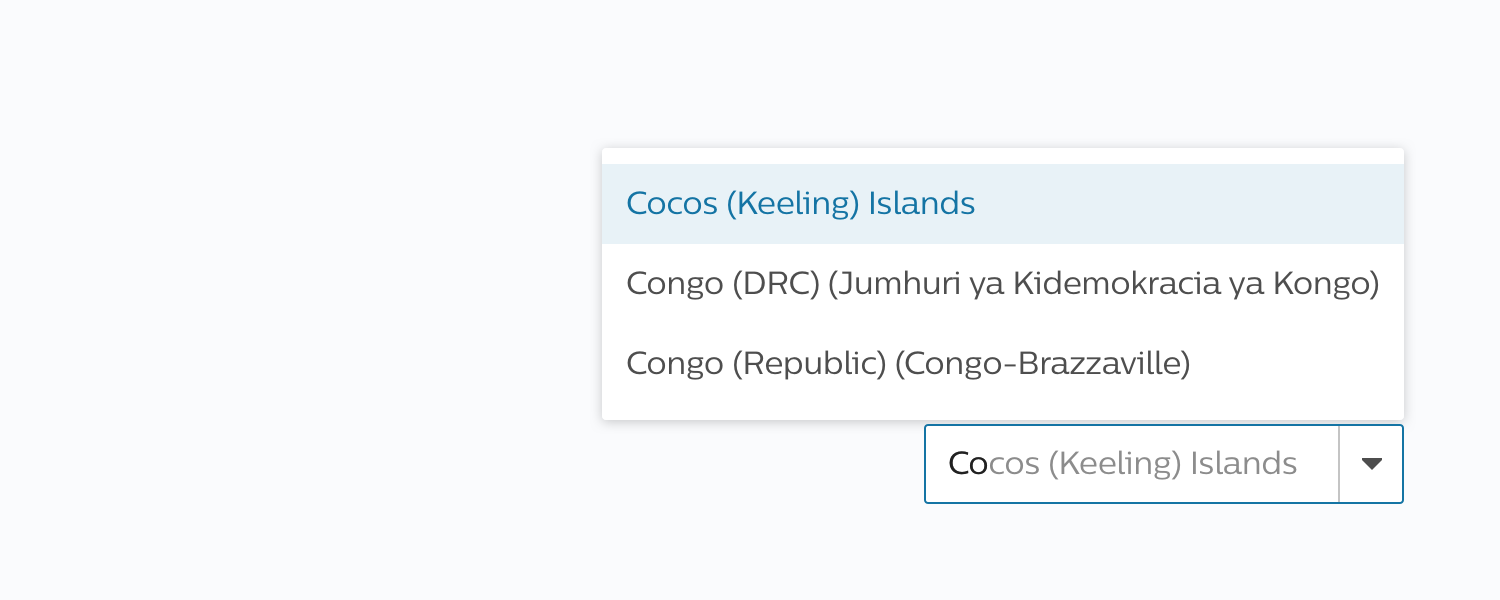 Cocos (Keeling) Islands
Congo (DRC) (Jumhuri ya Kidemokracia ya Kongo)
Congo (Republic) (Congo-Brazzaville)
Cocos (Keeling) Islands